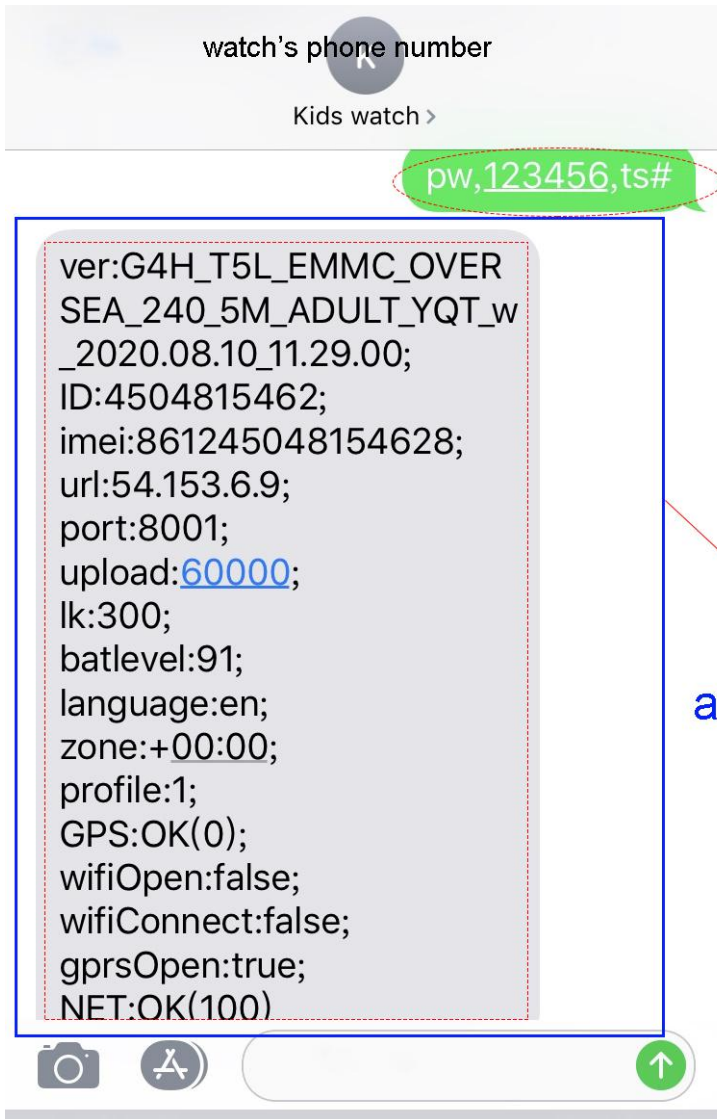 watch's phone number
K
Kids watch >
pw,123456,ts#
ver:G4H_T5L_EMMC_OVER
SEA_240_5M_ADULT_YQT_w
_2020.08.10_11.29.00;
ID:4504815462;
imei:861245048154628;
url:54.153.6.9;
port:8001;
upload:60000;
lk:300;
batlevel:91;
language:en;
zone:+00:00;
profile:1;
GPS:OK(0);
wifiOpen:false;
wifiConnect:false;
gprsOpen:true;
NET:OK(100)
a